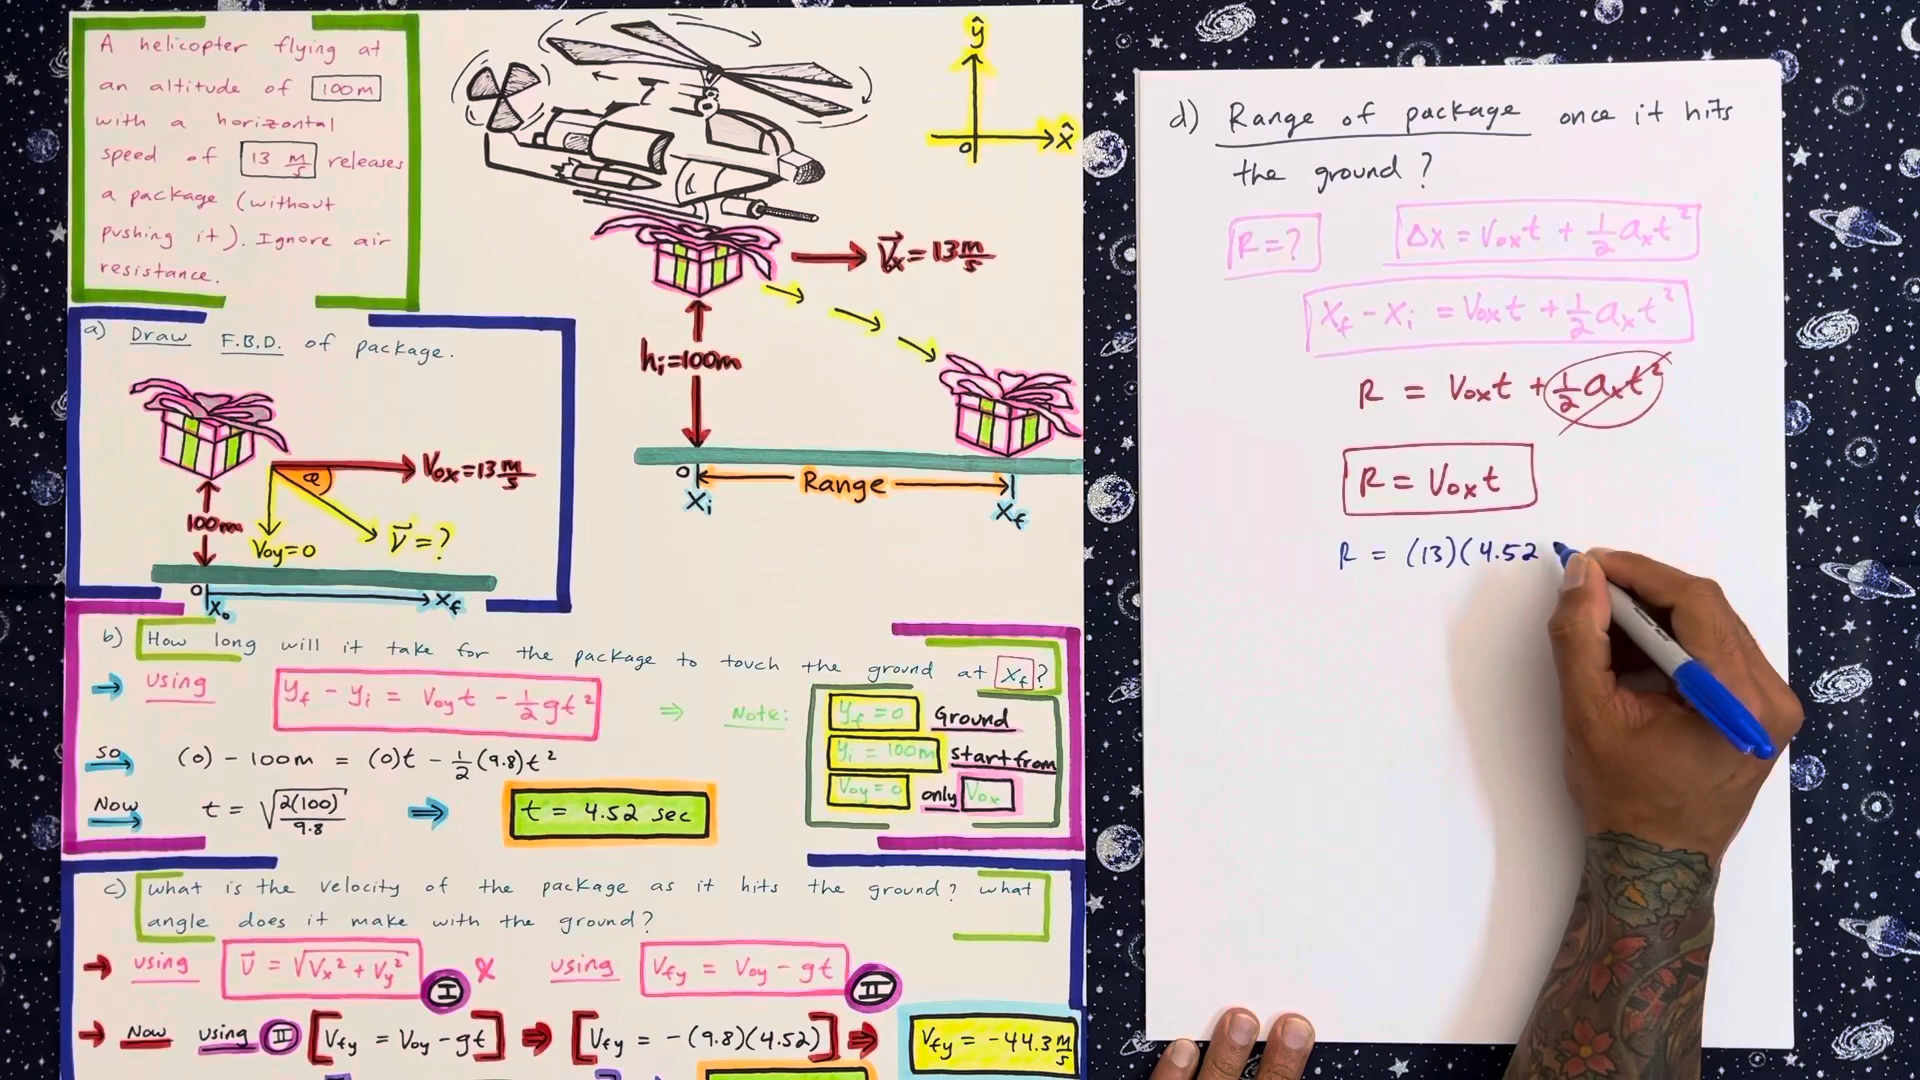 A helicopter flying at
an altitude of 100m
with a horizontal
speed of 13 m/s releases
a package (without
pushing it). Ignore air
resistance.
ŷ
x̂
0
V⃗x = 13 m/s
hi=100m
0
Range
Xi
Xf
a) Draw F.B.D. of package.
Vox=13 m/s
100m
Voy=0
V⃗=?
0
Xo
Xf
b) How long will it take for the package to touch the ground at Xf?
using
yf - yi = Voyt - 1/2gt²
⇒ Note:
yf = 0 Ground
yi = 100m start from
Voy = 0 only Vox
so (0) - 100m = (0)t - 1/2(9.8)t²
Now t = √2(100)/9.8 ⇒ t = 4.52 sec
c) What is the velocity of the package as it hits the ground? what
angle does it make with the ground?
using V⃗ = √Vx² + Vy² I
using Vfy = Voy - gt II
Now using II [Vfy = Voy - gt] ⇒ [Vfy = -(9.8)(4.52)] ⇒ Vfy = -44.3 m/s
d) Range of package once it hits
the ground?
R=? Δx = Voxt + 1/2axt²
Xf - Xi = Voxt + 1/2axt²
R = Voxt + 1/2axt²
R = Voxt
R = (13)(4.52